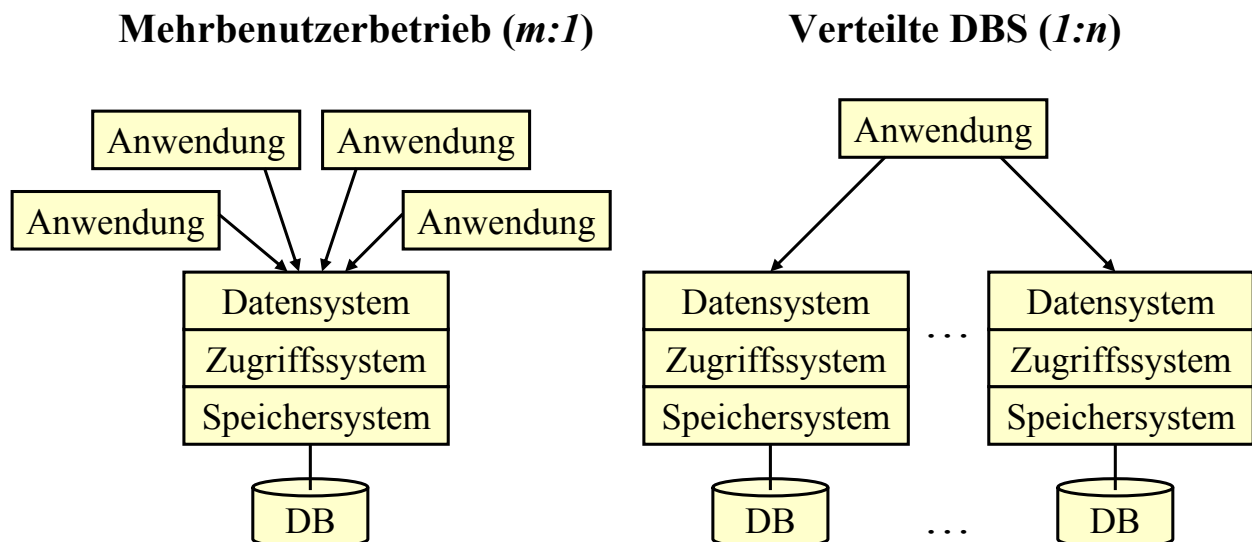 Mehrbenutzerbetrieb (m:1)
Anwendung Anwendung
Anwendung Anwendung
Datensystem
Zugriffssystem
Speichersystem
DB
Verteilte DBS (1:n)
Anwendung
Datensystem ... Datensystem
Zugriffssystem Zugriffssystem
Speichersystem Speichersystem
DB ... DB